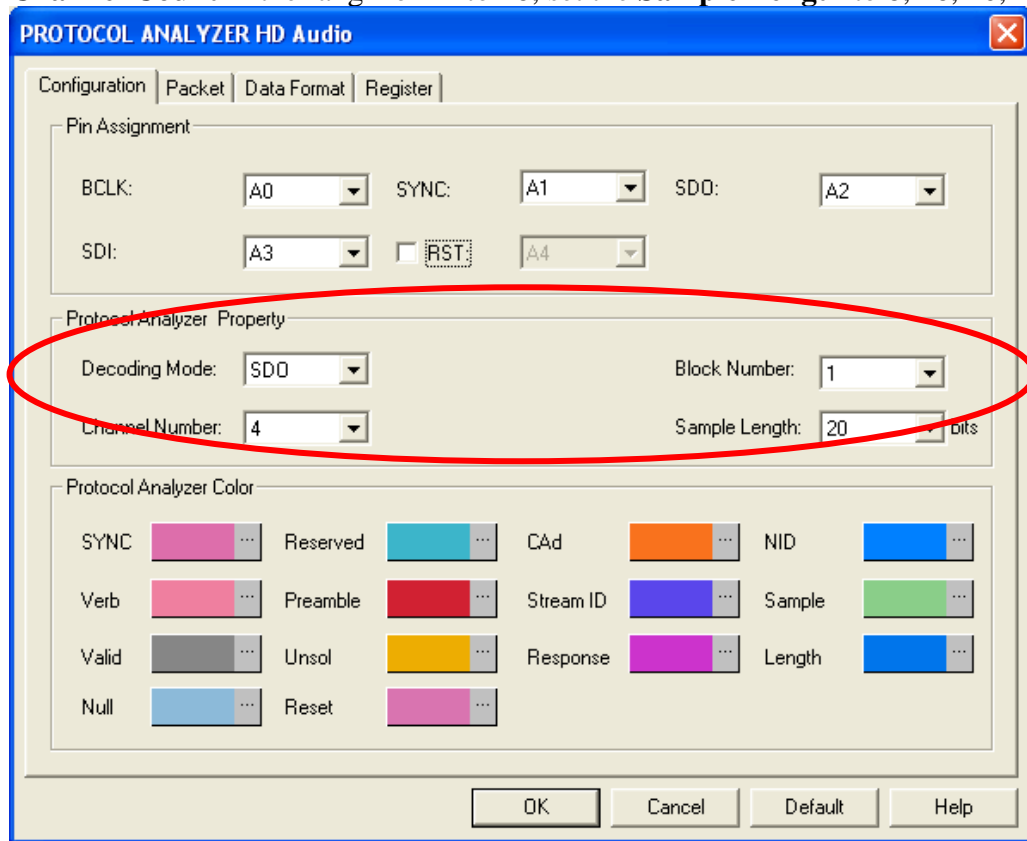 PROTOCOL ANALYZER HD Audio
Configuration Packet Data Format Register
Pin Assignment
BCLK: A0 SYNC: A1 SDO: A2
SDI: A3 RST: A4
Protocol Analyzer Property
Decoding Mode: SDO Block Number: 1
Channel Number: 4 Sample Length: 20 bits
Protocol Analyzer Color
SYNC ... Reserved ... CAd ... NID ...
Verb ... Preamble ... Stream ID ... Sample ...
Valid ... Unsol ... Response ... Length ...
Null ... Reset ...
OK Cancel Default Help